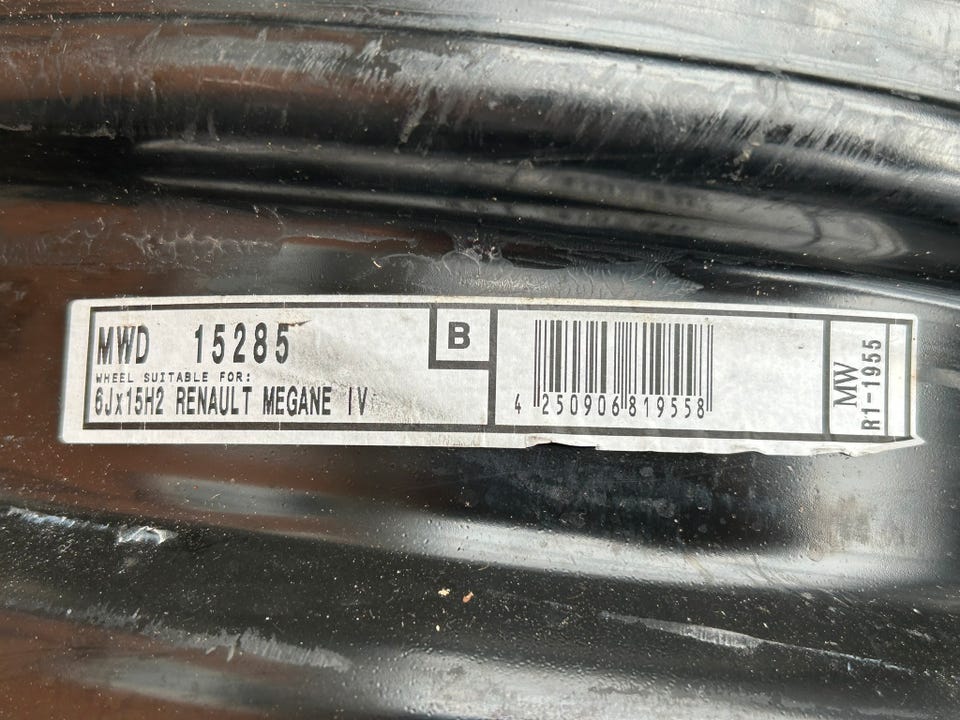 MWD 15285
B
WHEEL SUITABLE FOR:
6Jx15H2 RENAULT MEGANE IV
4 250906 819558
MW
R1-1955